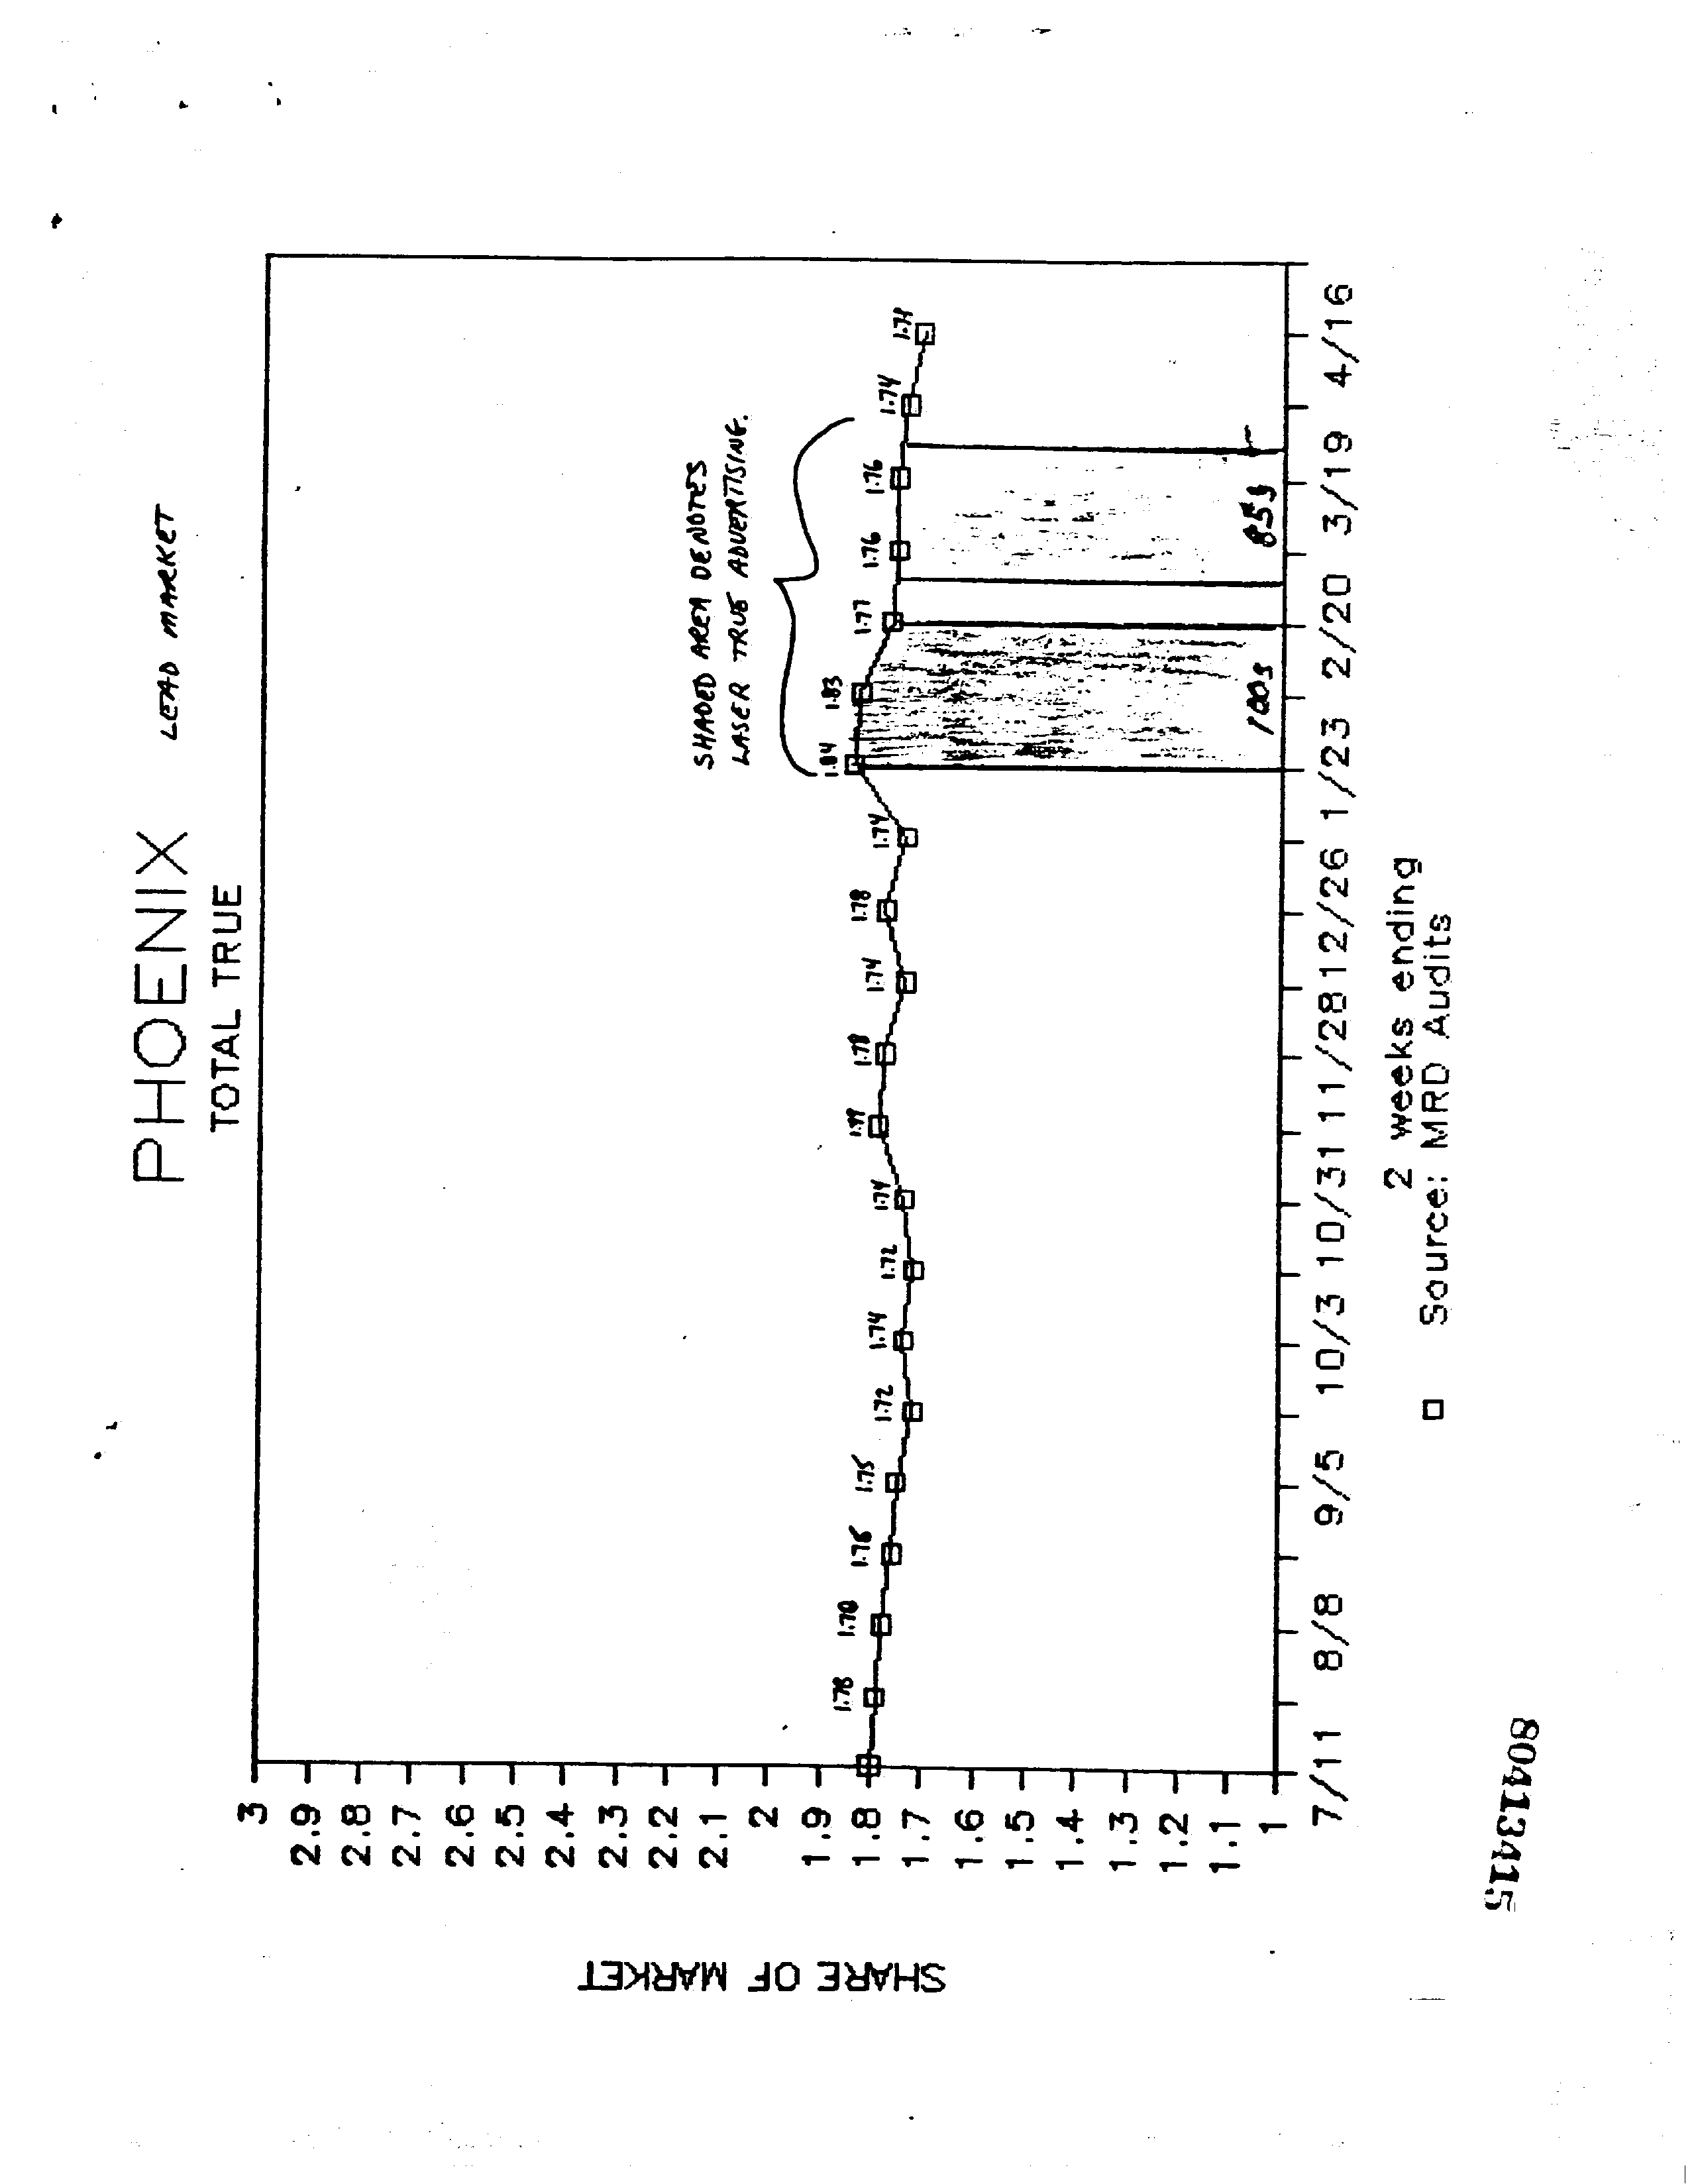 PHOENIX LEAD MARKET
TOTAL TRUE
SHADED AREA DENOTES
LASER TRUE ADVERTISING.
SHARE OF MARKET
3
2.9
2.8
2.7
2.6
2.5
2.4
2.3
2.2
2.1
2
1.9
1.8
1.7
1.6
1.5
1.4
1.3
1.2
1.1
1
1.78 1.78 1.76 1.75 1.72 1.74 1.72 1.74 1.78 1.74 1.78 1.74 1.84 1.83 1.77 1.76 1.76 1.74
100s 85s
7/11 8/8 9/5 10/3 10/31 11/28 12/26 1/23 2/20 3/19 4/16
2 weeks ending
Source: MRD Audits
80413415